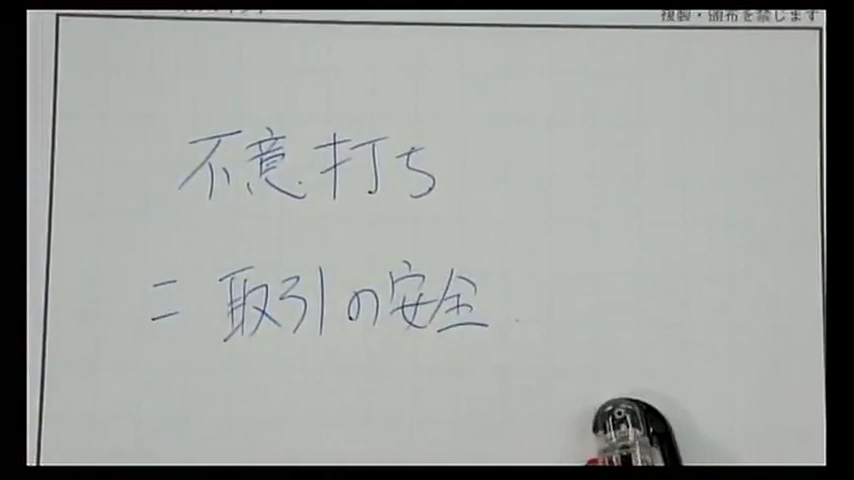 複製・頒布を禁じます
不意打ち
= 取引の安全